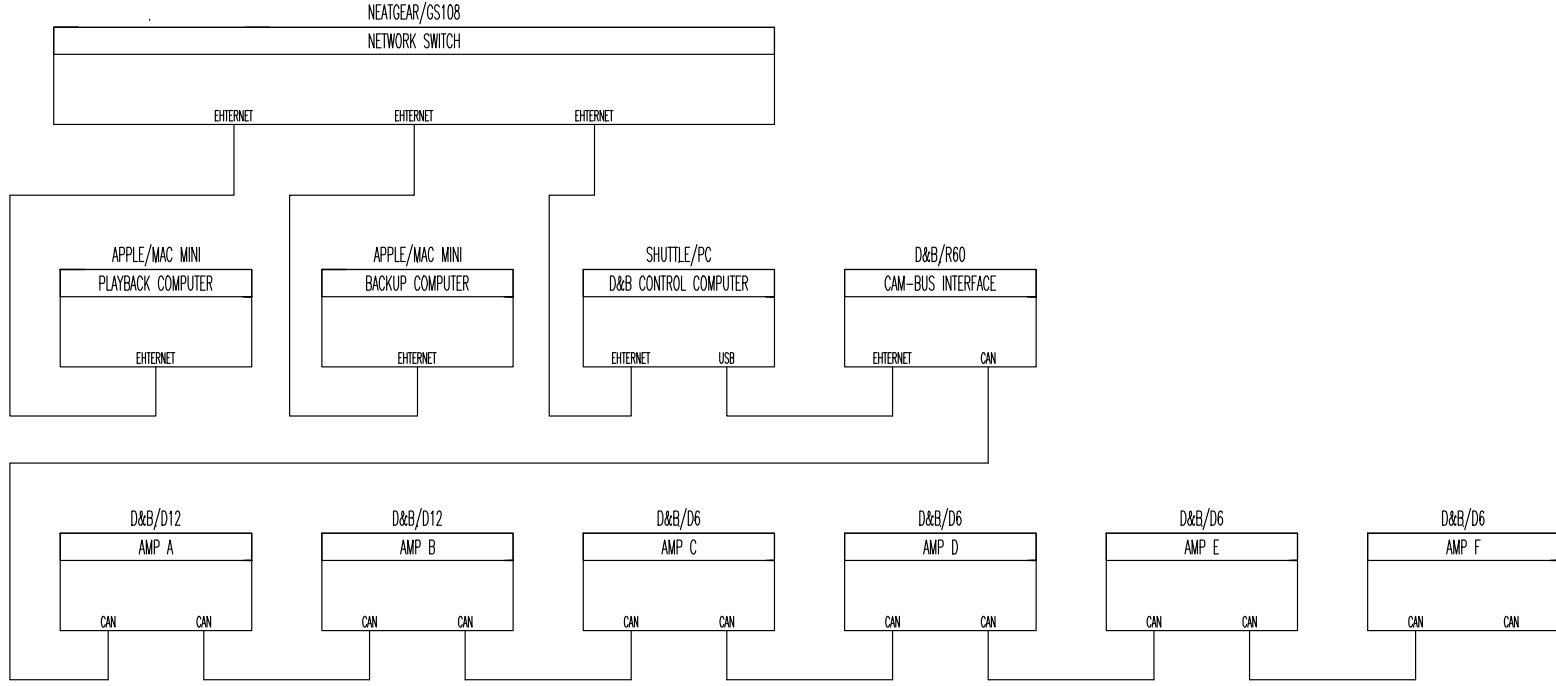 NEATGEAR/GS108
NETWORK SWITCH
EHTERNET EHTERNET EHTERNET
APPLE/MAC MINI APPLE/MAC MINI SHUTTLE/PC D&B/R60
PLAYBACK COMPUTER BACKUP COMPUTER D&B CONTROL COMPUTER CAM-BUS INTERFACE
EHTERNET EHTERNET EHTERNET USB EHTERNET CAN
D&B/D12 D&B/D12 D&B/D6 D&B/D6 D&B/D6 D&B/D6
AMP A AMP B AMP C AMP D AMP E AMP F
CAN CAN CAN CAN CAN CAN CAN CAN CAN CAN CAN CAN